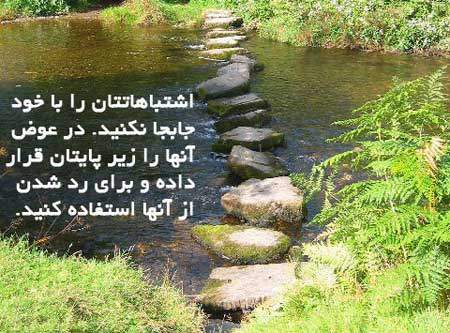 اشتباهاتتان را با خود
جابجا نکنید. در عوض
آنها را زیر پایتان قرار
داده و برای رد شدن
از آنها استفاده کنید.